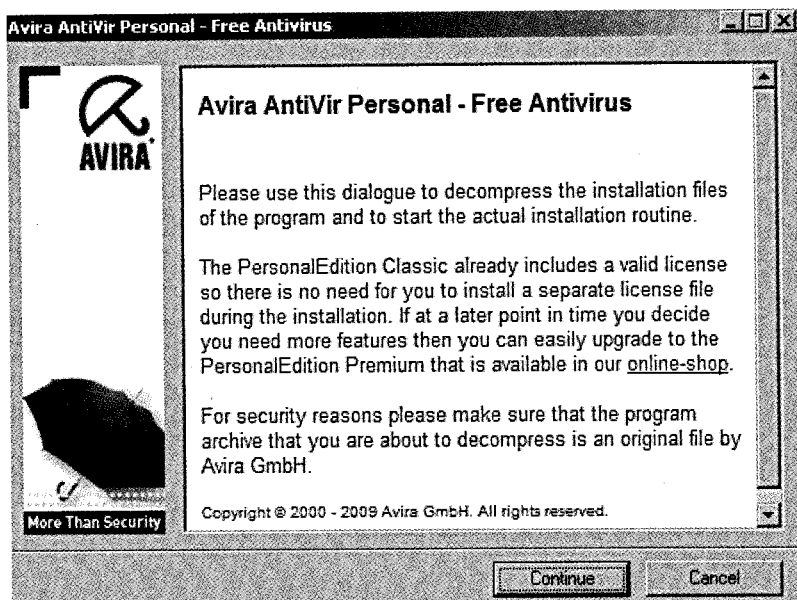 Avira AntiVir Personal - Free Antivirus
AVIRA
Avira AntiVir Personal - Free Antivirus
Please use this dialogue to decompress the installation files
of the program and to start the actual installation routine.
The PersonalEdition Classic already includes a valid license
so there is no need for you to install a separate license file
during the installation. If at a later point in time you decide
you need more features then you can easily upgrade to the
PersonalEdition Premium that is available in our online-shop.
For security reasons please make sure that the program
archive that you are about to decompress is an original file by
Avira GmbH.
Copyright © 2000 - 2009 Avira GmbH. All rights reserved.
More Than Security
Continue
Cancel